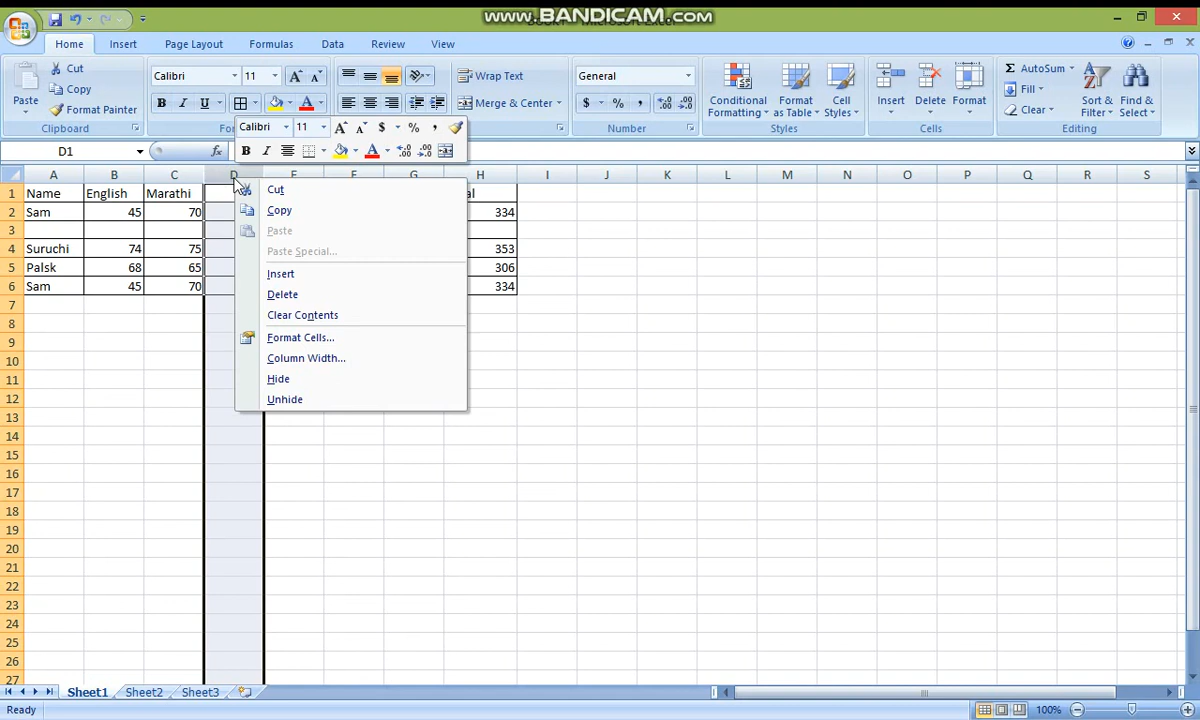 www.BANDICAM.com
Home Insert Page Layout Formulas Data Review View
Paste
Cut
Copy
Format Painter
Clipboard
Calibri 11
B I U
Wrap Text
Merge & Center
General
$ % ,
Number
Conditional Formatting
Format as Table
Cell Styles
Styles
Insert Delete Format
Cells
Σ AutoSum
Fill
Clear
Sort & Filter
Find & Select
Editing
Calibri 11 $ % ,
B I
D1 fx
A B C D E F G H I J K L M N O P Q R S
1 Name English Marathi
2 Sam 45 70 334
3
4 Suruchi 74 75 353
5 Palsk 68 65 306
6 Sam 45 70 334
7
8
9
10
11
12
13
14
15
16
17
18
19
20
21
22
23
24
25
26
27
Cut
Copy
Paste
Paste Special...
Insert
Delete
Clear Contents
Format Cells...
Column Width...
Hide
Unhide
Sheet1 Sheet2 Sheet3
Ready 100%